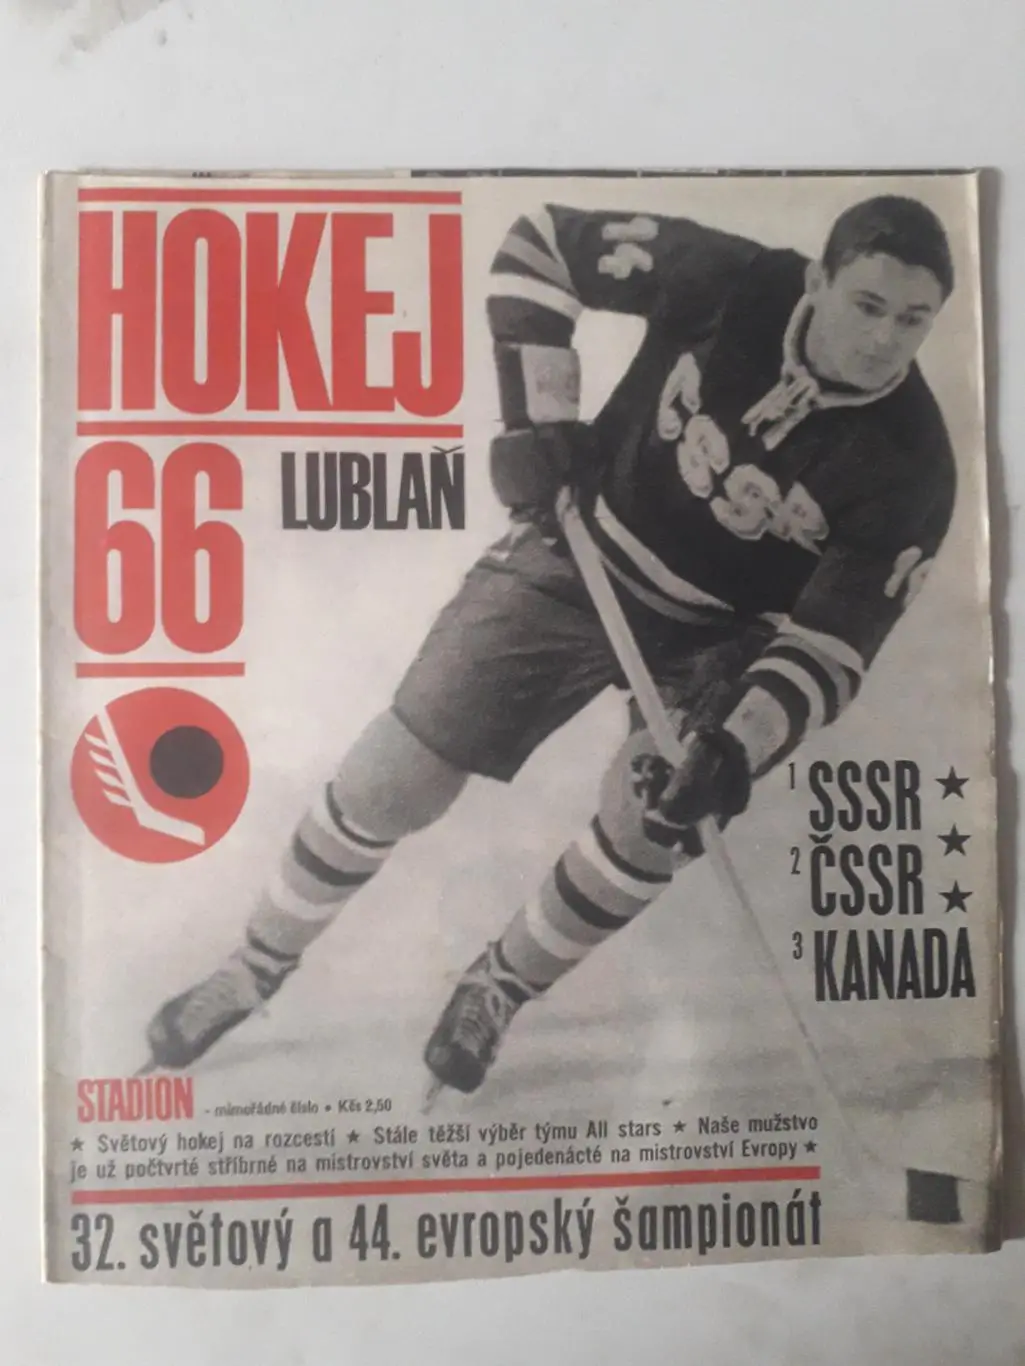 HOKEJ
66
LUBLAŇ
СССР
1 SSSR ★
2 ČSSR ★
★
3 KANADA
STADION - mimořádné číslo • Kčs 2,50
★ Světový hokej na rozcestí ★ Stále těžší výběr týmu All stars ★ Naše mužstvo
je už počtvrté stříbrné na mistrovství světa a pojedenácté na mistrovství Evropy ★
32. světový a 44. evropský šampionát